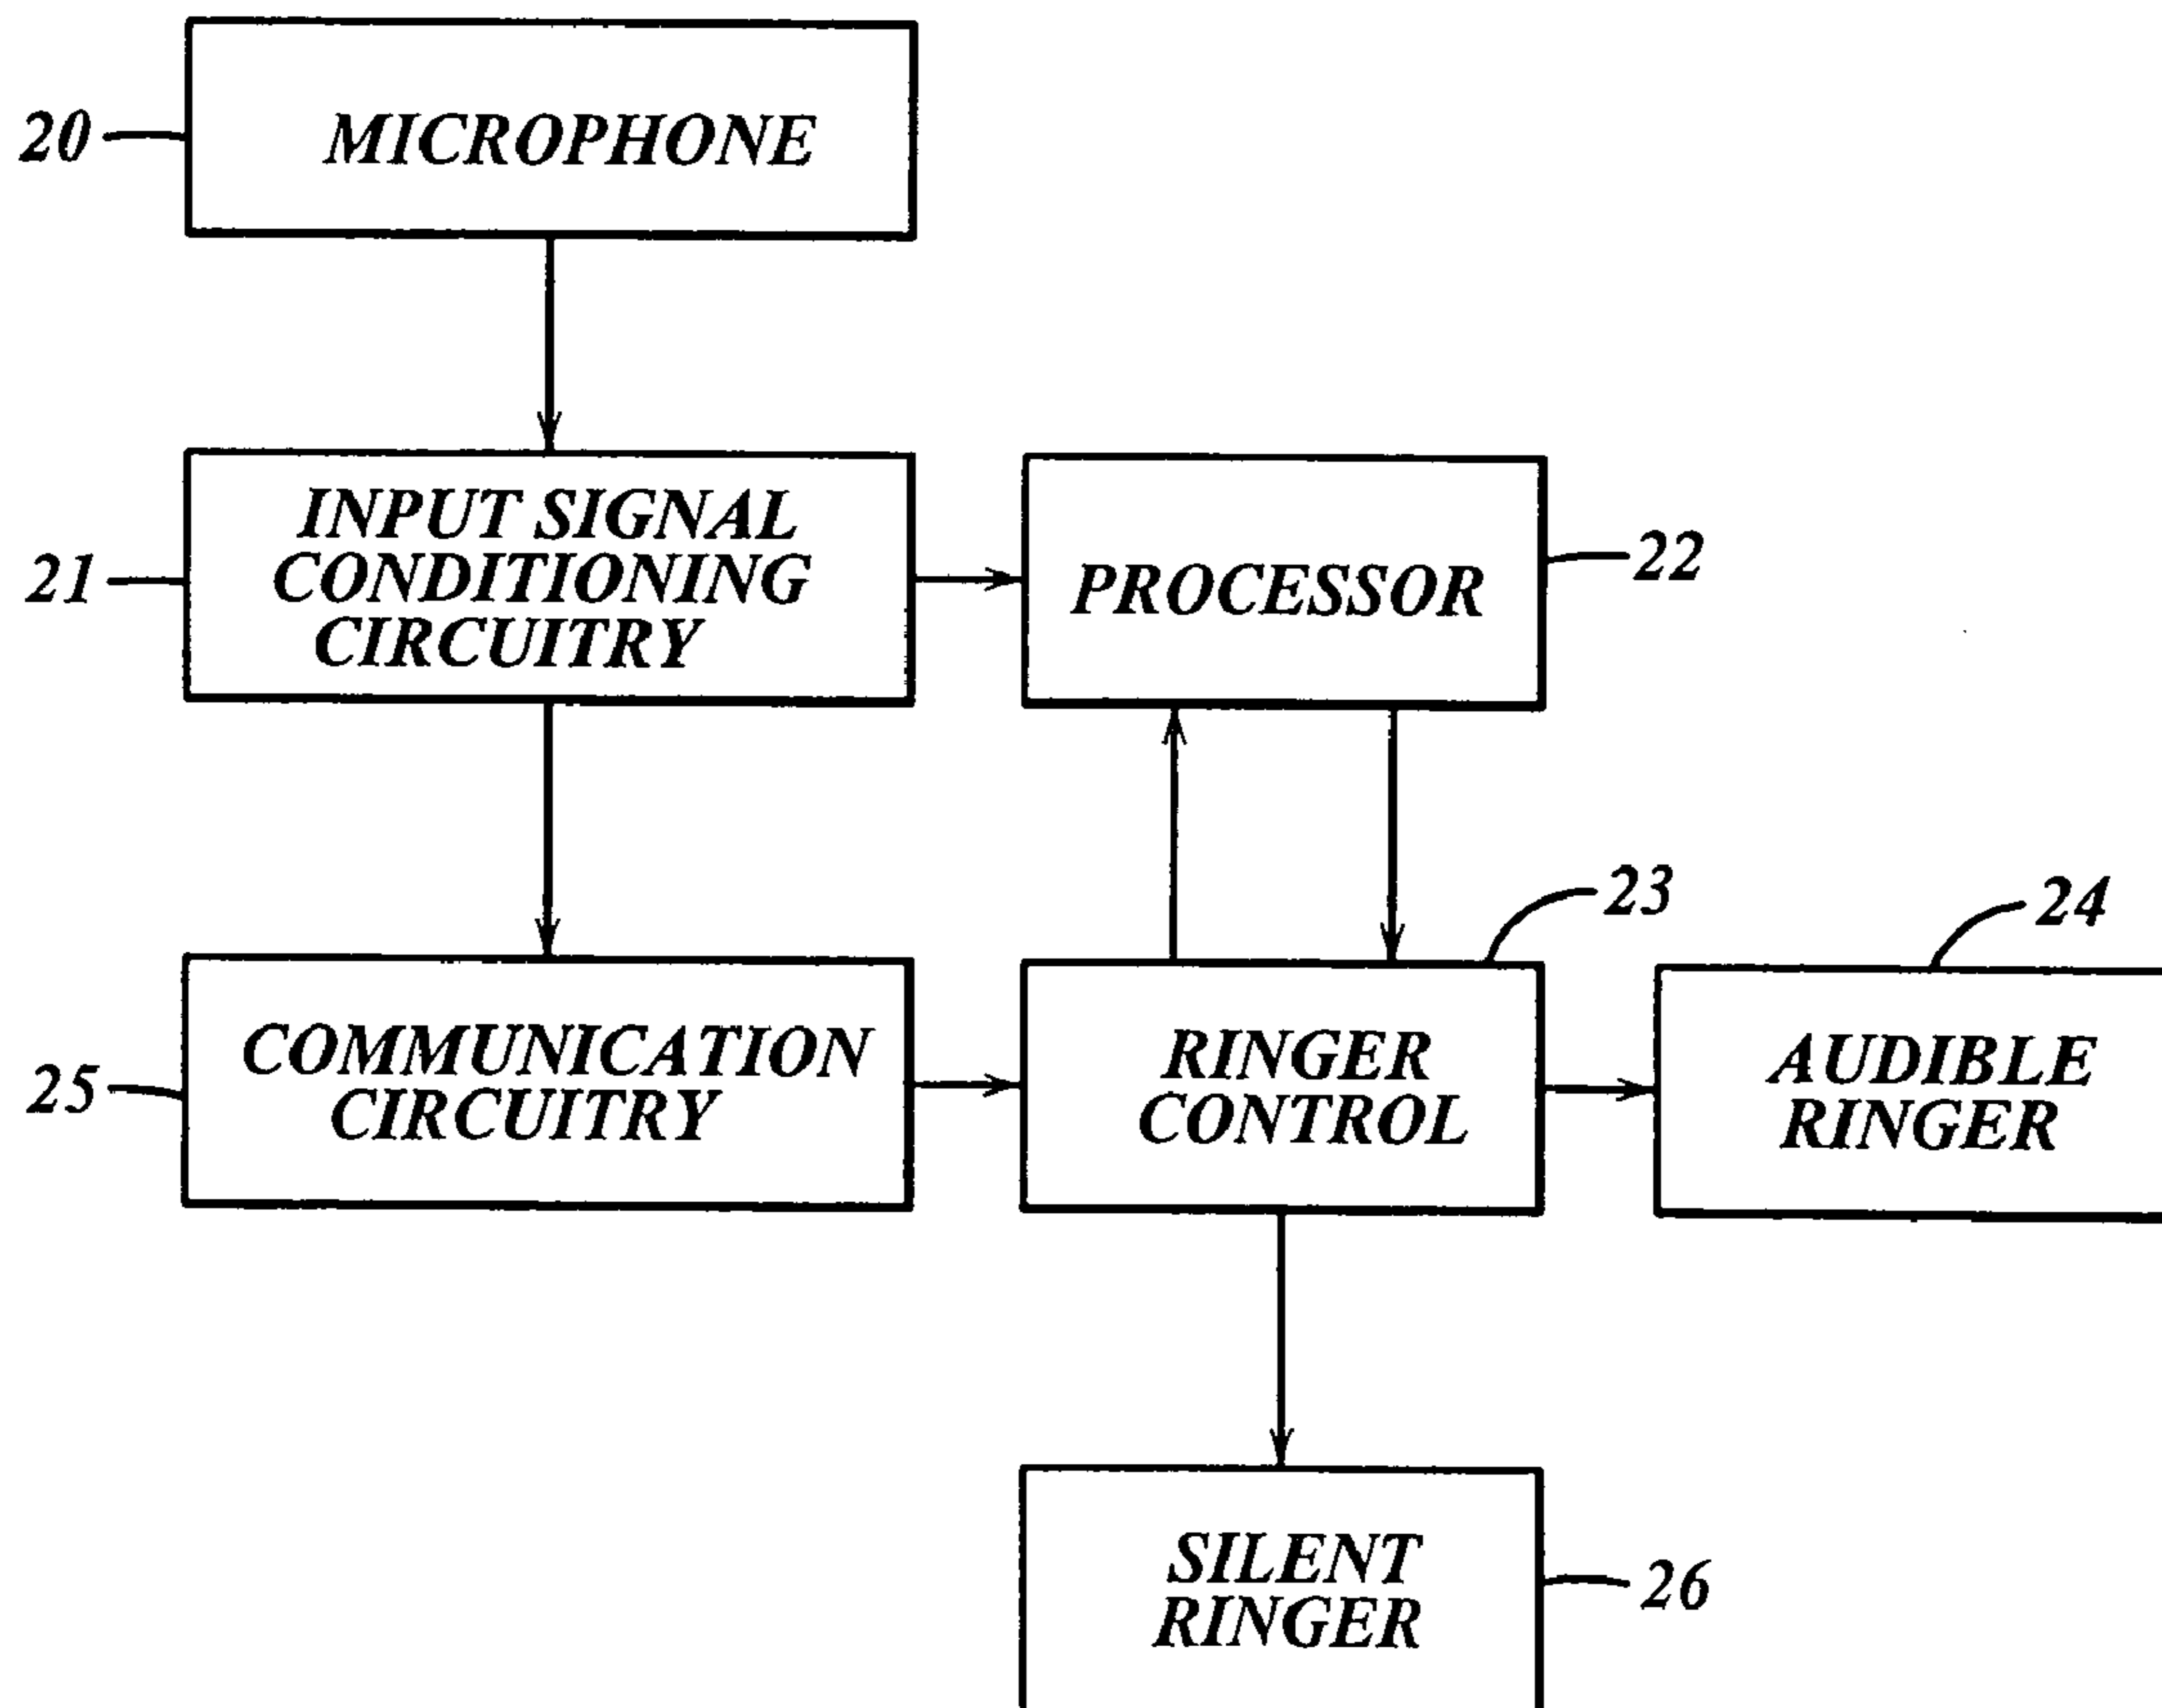 20
MICROPHONE
21
INPUT SIGNAL
CONDITIONING
CIRCUITRY
PROCESSOR
22
25
COMMUNICATION
CIRCUITRY
23
RINGER
CONTROL
24
AUDIBLE
RINGER
SILENT
RINGER
26